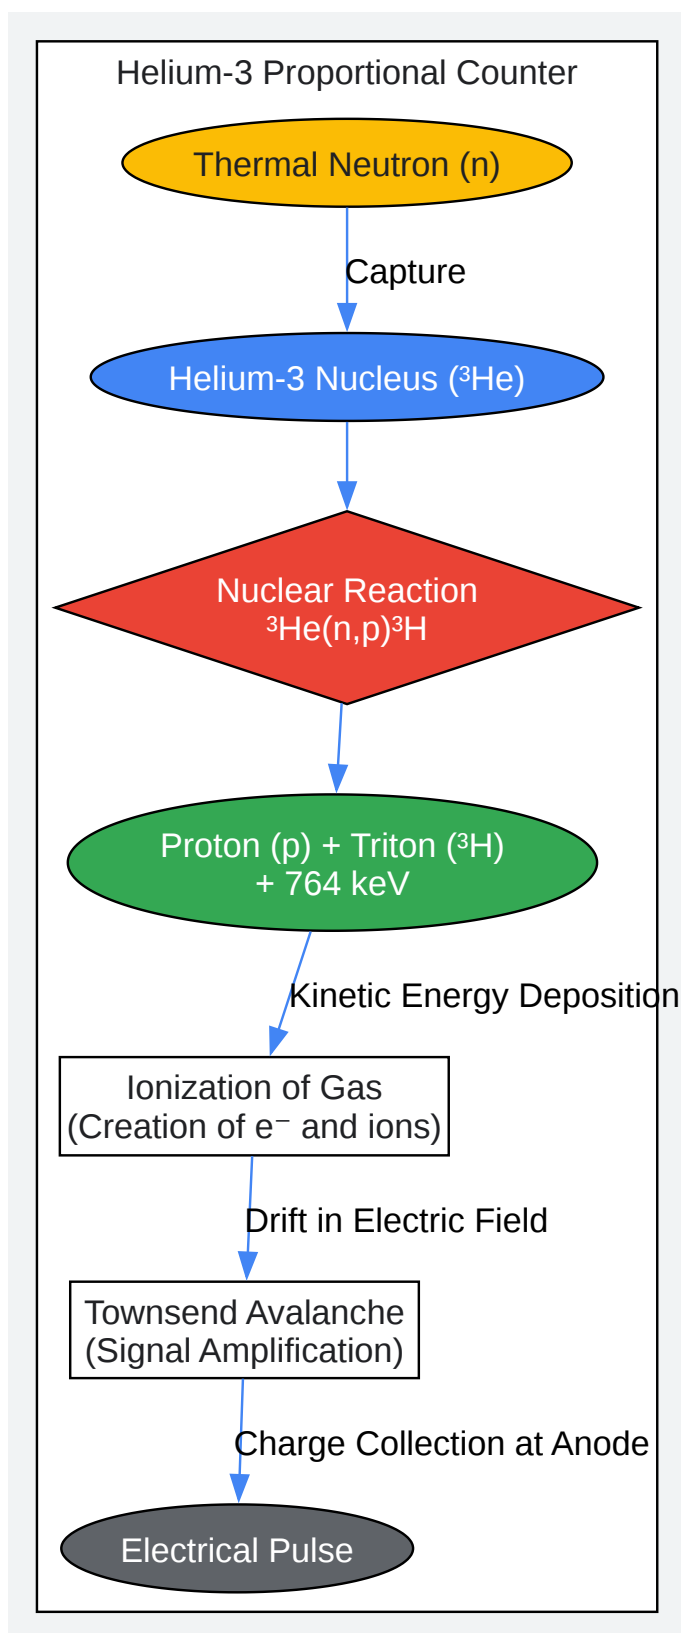 Helium-3 Proportional Counter
Thermal Neutron (n)
Capture
Helium-3 Nucleus (³He)
Nuclear Reaction
³He(n,p)³H
Proton (p) + Triton (³H)
+ 764 keV
Kinetic Energy Deposition
Ionization of Gas
(Creation of e⁻ and ions)
Drift in Electric Field
Townsend Avalanche
(Signal Amplification)
Charge Collection at Anode
Electrical Pulse